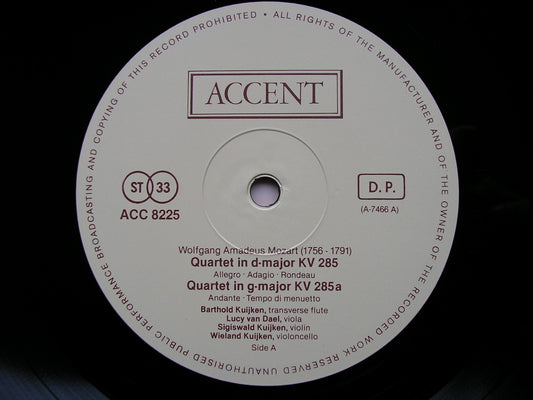 ALL RIGHTS OF THE MANUFACTURER AND OF THE OWNER OF THE RECORDED WORK RESERVED UNAUTHORISED PUBLIC PERFORMANCE BROADCASTING AND COPYING OF THIS RECORD PROHIBITED •
ACCENT
ST 33
ACC 8225
D.P.
(A-7466 A)
Wolfgang Amadeus Mozart (1756 - 1791)
Quartet in d-major KV 285
Allegro · Adagio · Rondeau
Quartet in g-major KV 285a
Andante · Tempo di menuetto
Barthold Kuijken, transverse flute
Lucy van Dael, viola
Sigiswald Kuijken, violin
Wieland Kuijken, violoncello
Side A